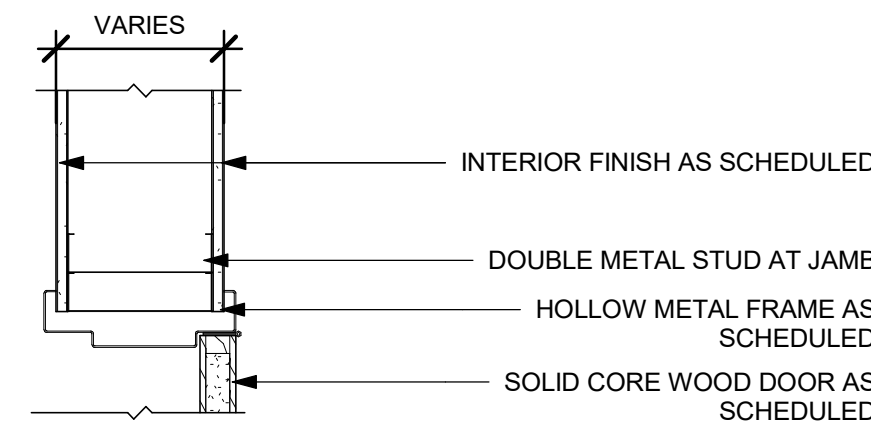 VARIES
INTERIOR FINISH AS SCHEDULED
DOUBLE METAL STUD AT JAMB
HOLLOW METAL FRAME AS
SCHEDULED
SOLID CORE WOOD DOOR AS
SCHEDULED